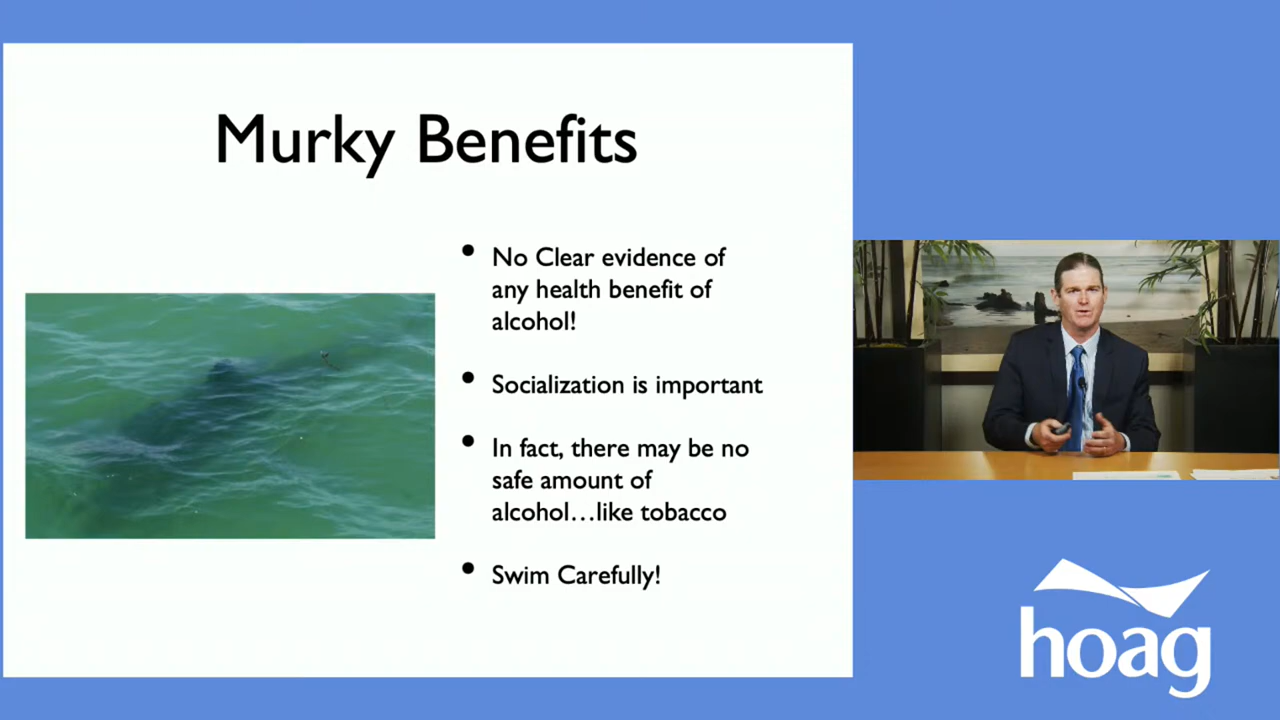 Murky Benefits
• No Clear evidence of
any health benefit of
alcohol!
• Socialization is important
• In fact, there may be no
safe amount of
alcohol...like tobacco
• Swim Carefully!
hoag